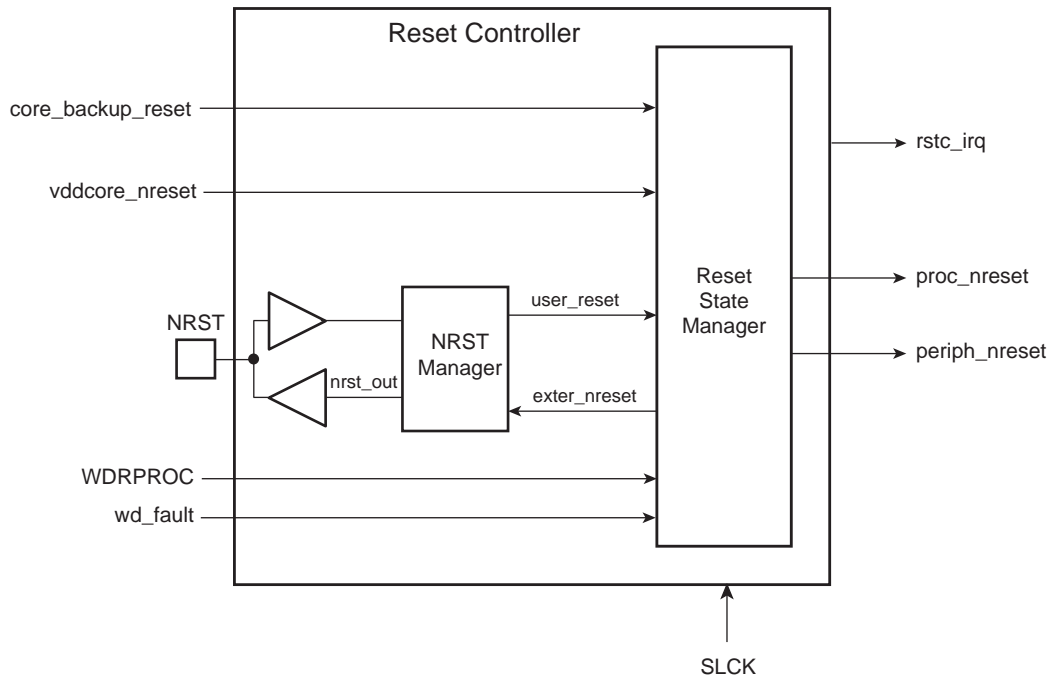 Reset Controller
core_backup_reset
rstc_irq
vddcore_nreset
Reset
State
Manager
proc_nreset
user_reset
NRST
NRST
Manager
periph_nreset
nrst_out
exter_nreset
WDRPROC
wd_fault
SLCK